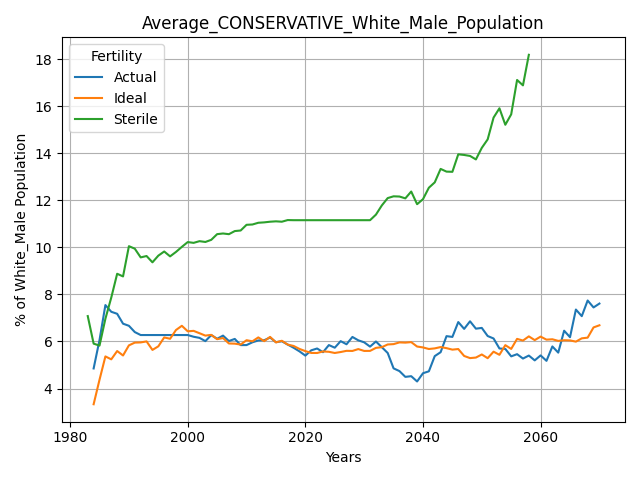 Average_CONSERVATIVE_White_Male_Population
Fertility
Actual
Ideal
Sterile
% of White_Male Population
18
16
14
12
10
8
6
4
1980
2000
2020
2040
2060
Years